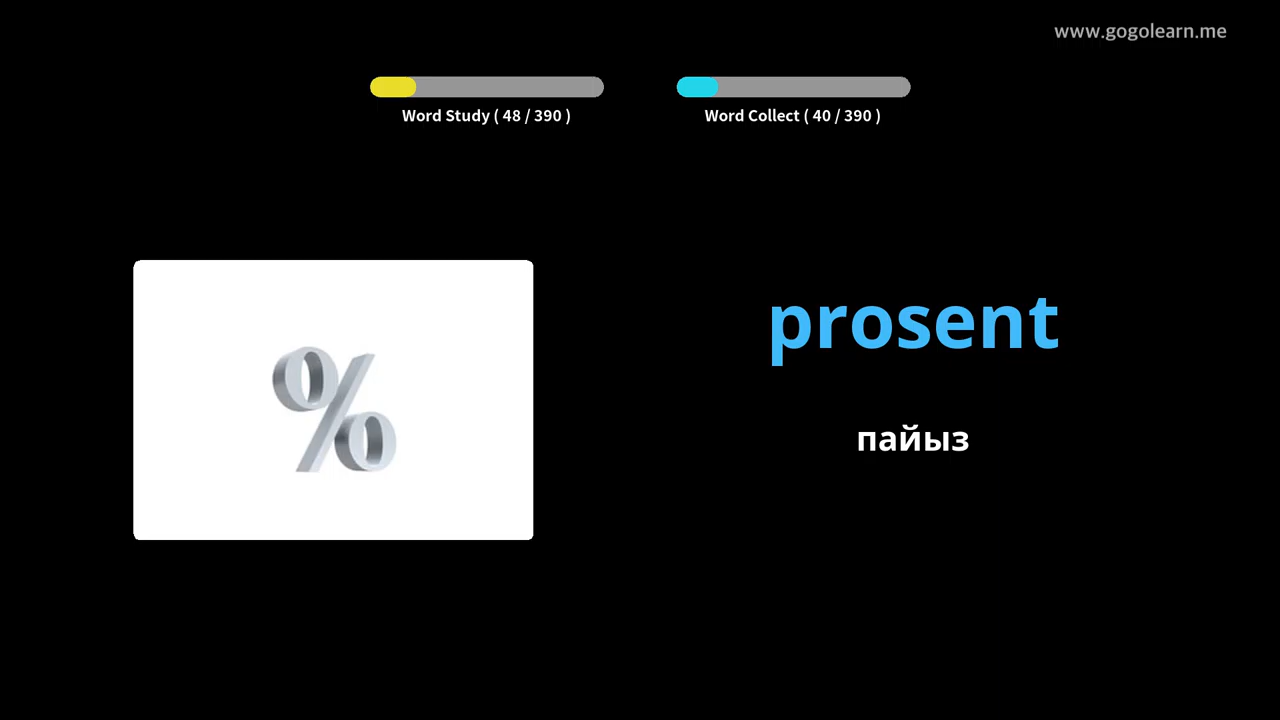 www.gogolearn.me
Word Study ( 48 / 390 )
Word Collect ( 40 / 390 )
%
prosent
пайыз